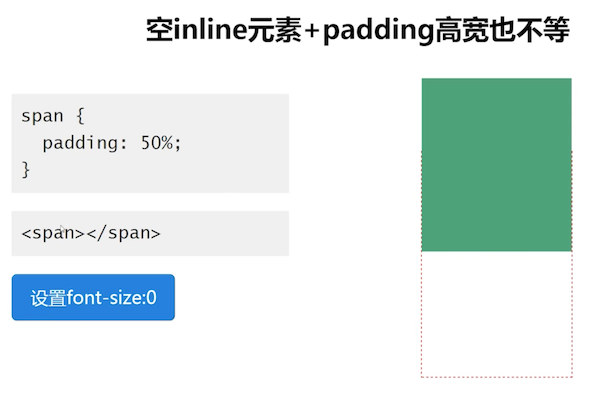 空inline元素+padding高宽也不等
span {
  padding: 50%;
}
<span></span>
设置font-size:0